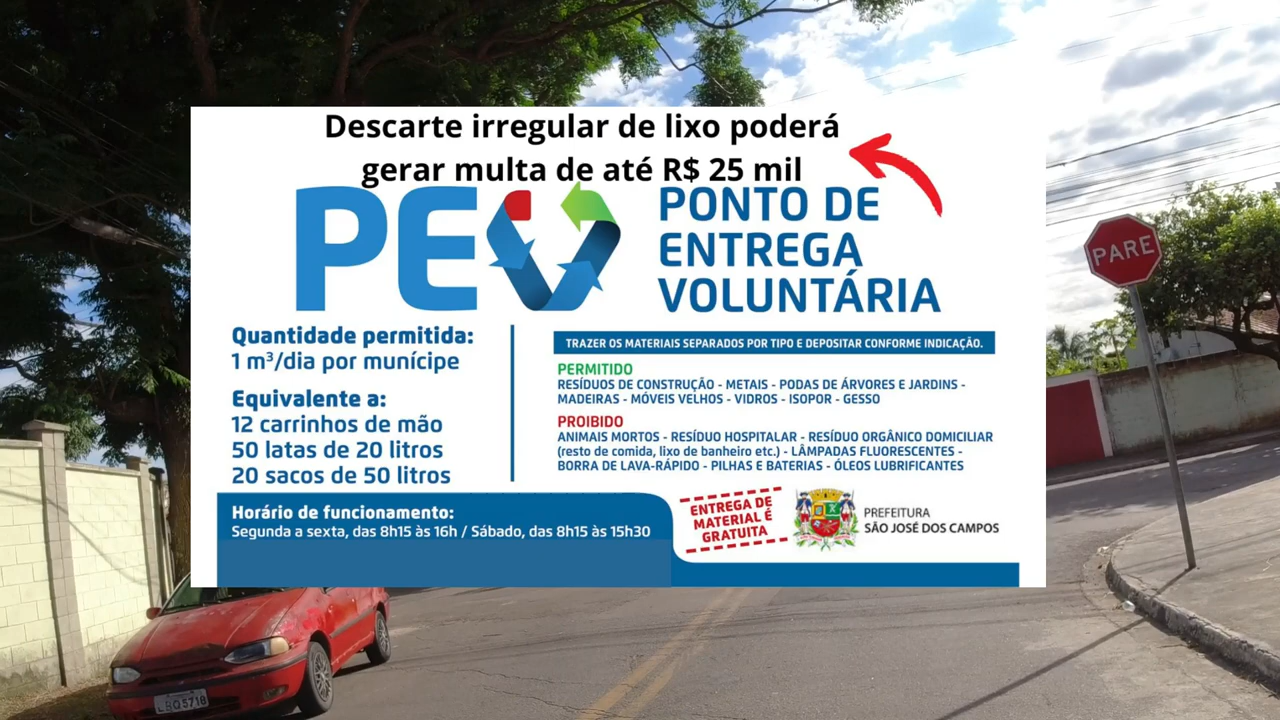 Descarte irregular de lixo poderá
gerar multa de até R$ 25 mil
PEV
PONTO DE
ENTREGA
VOLUNTÁRIA
Quantidade permitida:
1 m³/dia por munícipe
Equivalente a:
12 carrinhos de mão
50 latas de 20 litros
20 sacos de 50 litros
TRAZER OS MATERIAIS SEPARADOS POR TIPO E DEPOSITAR CONFORME INDICAÇÃO.
PERMITIDO
RESÍDUOS DE CONSTRUÇÃO - METAIS - PODAS DE ÁRVORES E JARDINS -
MADEIRAS - MÓVEIS VELHOS - VIDROS - ISOPOR - GESSO
PROIBIDO
ANIMAIS MORTOS - RESÍDUO HOSPITALAR - RESÍDUO ORGÂNICO DOMICILIAR
(resto de comida, lixo de banheiro etc.) - LÂMPADAS FLUORESCENTES -
BORRA DE LAVA-RÁPIDO - PILHAS E BATERIAS - ÓLEOS LUBRIFICANTES
Horário de funcionamento:
Segunda a sexta, das 8h15 às 16h / Sábado, das 8h15 às 15h30
ENTREGA DE
MATERIAL É
GRATUITA
PREFEITURA
SÃO JOSÉ DOS CAMPOS
PARE